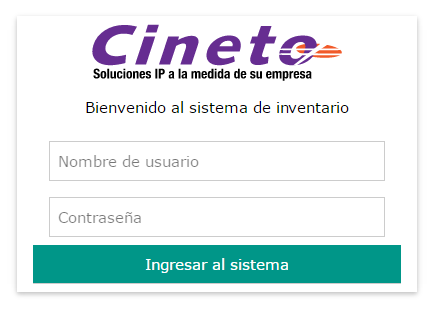 Cineto
Soluciones IP a la medida de su empresa
Bienvenido al sistema de inventario
Nombre de usuario
Contraseña
Ingresar al sistema